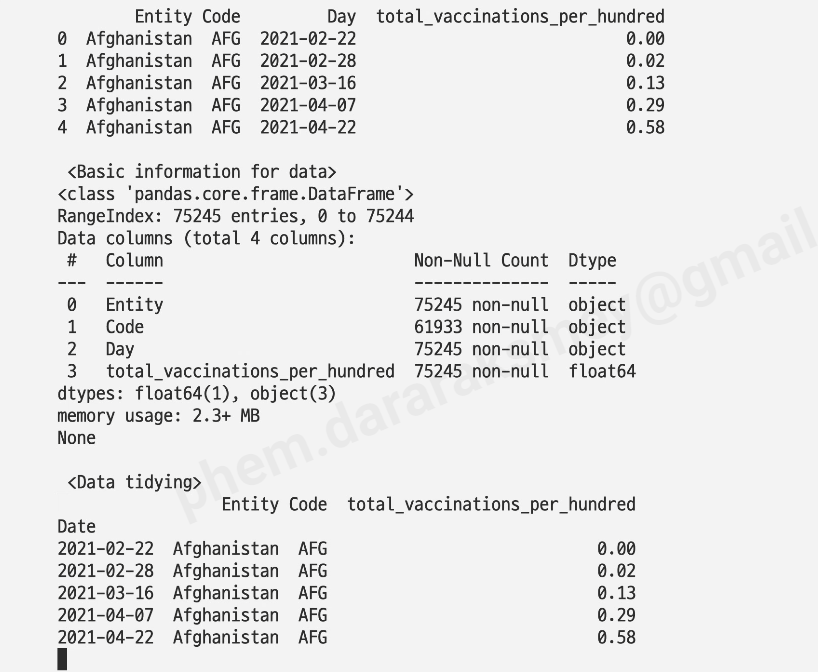 Entity Code         Day  total_vaccinations_per_hundred
0  Afghanistan  AFG  2021-02-22                            0.00
1  Afghanistan  AFG  2021-02-28                            0.02
2  Afghanistan  AFG  2021-03-16                            0.13
3  Afghanistan  AFG  2021-04-07                            0.29
4  Afghanistan  AFG  2021-04-22                            0.58

 <Basic information for data>
<class 'pandas.core.frame.DataFrame'>
RangeIndex: 75245 entries, 0 to 75244
Data columns (total 4 columns):
 #   Column                          Non-Null Count  Dtype
---  ------                          --------------  -----
 0   Entity                          75245 non-null  object
 1   Code                            61933 non-null  object
 2   Day                             75245 non-null  object
 3   total_vaccinations_per_hundred  75245 non-null  float64
dtypes: float64(1), object(3)
memory usage: 2.3+ MB
None

 <Data tidying>
                 Entity Code  total_vaccinations_per_hundred
Date
2021-02-22  Afghanistan  AFG                            0.00
2021-02-28  Afghanistan  AFG                            0.02
2021-03-16  Afghanistan  AFG                            0.13
2021-04-07  Afghanistan  AFG                            0.29
2021-04-22  Afghanistan  AFG                            0.58